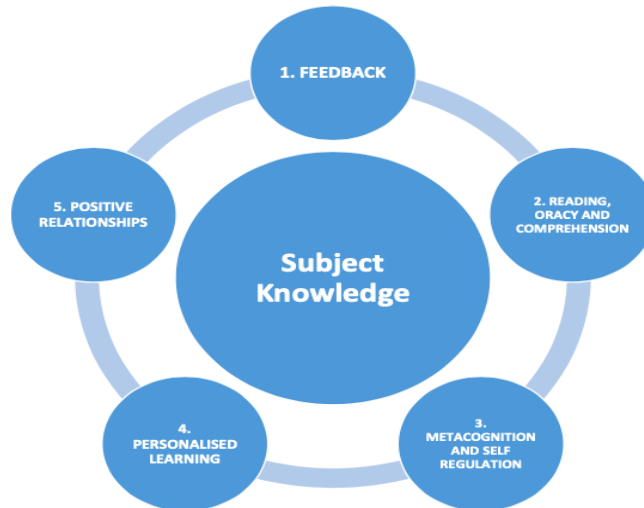 1. FEEDBACK
2. READING,
ORACY AND
COMPREHENSION
3.
METACOGNITION
AND SELF
REGULATION
4.
PERSONALISED
LEARNING
5. POSITIVE
RELATIONSHIPS
Subject
Knowledge